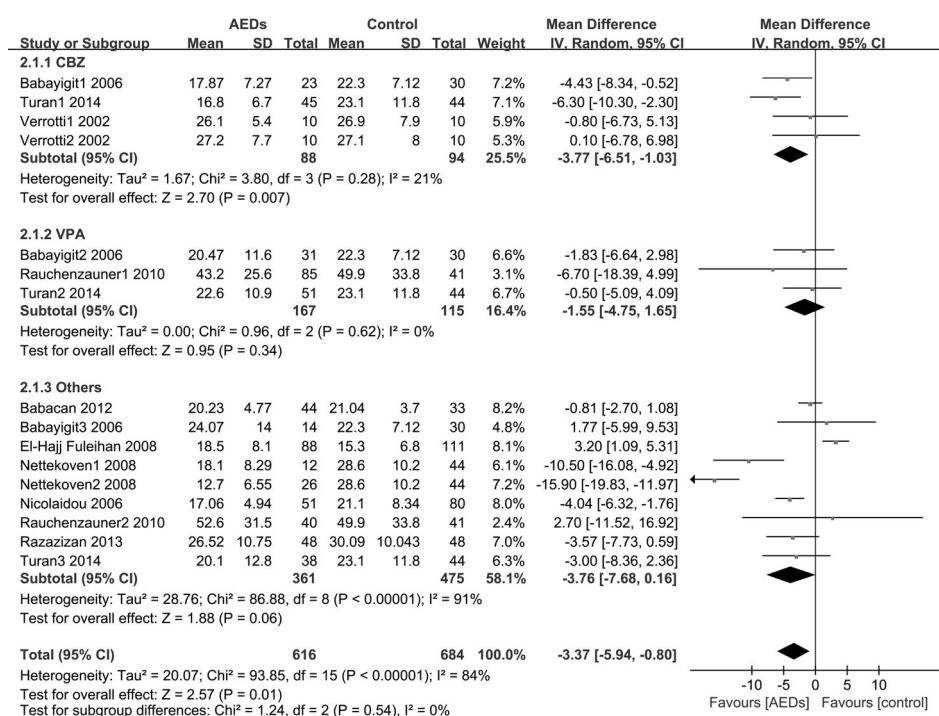 AEDs Control Mean Difference Mean Difference
Study or Subgroup Mean SD Total Mean SD Total Weight IV, Random, 95% CI IV, Random, 95% CI
2.1.1 CBZ
Babayigit1 2006 17.87 7.27 23 22.3 7.12 30 7.2% -4.43 [-8.34, -0.52]
Turan1 2014 16.8 6.7 45 23.1 11.8 44 7.1% -6.30 [-10.30, -2.30]
Verrotti1 2002 26.1 5.4 10 26.9 7.9 10 5.9% -0.80 [-6.73, 5.13]
Verrotti2 2002 27.2 7.7 10 27.1 8 10 5.3% 0.10 [-6.78, 6.98]
Subtotal (95% CI) 88 94 25.5% -3.77 [-6.51, -1.03]
Heterogeneity: Tau² = 1.67; Chi² = 3.80, df = 3 (P = 0.28); I² = 21%
Test for overall effect: Z = 2.70 (P = 0.007)
2.1.2 VPA
Babayigit2 2006 20.47 11.6 31 22.3 7.12 30 6.6% -1.83 [-6.64, 2.98]
Rauchenzauner1 2010 43.2 25.6 85 49.9 33.8 41 3.1% -6.70 [-18.39, 4.99]
Turan2 2014 22.6 10.9 51 23.1 11.8 44 6.7% -0.50 [-5.09, 4.09]
Subtotal (95% CI) 167 115 16.4% -1.55 [-4.75, 1.65]
Heterogeneity: Tau² = 0.00; Chi² = 0.96, df = 2 (P = 0.62); I² = 0%
Test for overall effect: Z = 0.95 (P = 0.34)
2.1.3 Others
Babacan 2012 20.23 4.77 44 21.04 3.7 33 8.2% -0.81 [-2.70, 1.08]
Babayigit3 2006 24.07 14 14 22.3 7.12 30 4.8% 1.77 [-5.99, 9.53]
El-Hajj Fuleihan 2008 18.5 8.1 88 15.3 6.8 111 8.1% 3.20 [1.09, 5.31]
Nettekoven1 2008 18.1 8.29 12 28.6 10.2 44 6.1% -10.50 [-16.08, -4.92]
Nettekoven2 2008 12.7 6.55 26 28.6 10.2 44 7.2% -15.90 [-19.83, -11.97]
Nicolaidou 2006 17.06 4.94 51 21.1 8.34 80 8.0% -4.04 [-6.32, -1.76]
Rauchenzauner2 2010 52.6 31.5 40 49.9 33.8 41 2.4% 2.70 [-11.52, 16.92]
Razazizan 2013 26.52 10.75 48 30.09 10.043 48 7.0% -3.57 [-7.73, 0.59]
Turan3 2014 20.1 12.8 38 23.1 11.8 44 6.3% -3.00 [-8.36, 2.36]
Subtotal (95% CI) 361 475 58.1% -3.76 [-7.68, 0.16]
Heterogeneity: Tau² = 28.76; Chi² = 86.88, df = 8 (P < 0.00001); I² = 91%
Test for overall effect: Z = 1.88 (P = 0.06)
Total (95% CI) 616 684 100.0% -3.37 [-5.94, -0.80]
Heterogeneity: Tau² = 20.07; Chi² = 93.85, df = 15 (P < 0.00001); I² = 84%
Test for overall effect: Z = 2.57 (P = 0.01)
Test for subgroup differences: Chi² = 1.24, df = 2 (P = 0.54), I² = 0%
-10 -5 0 5 10
Favours [AEDs] Favours [control]